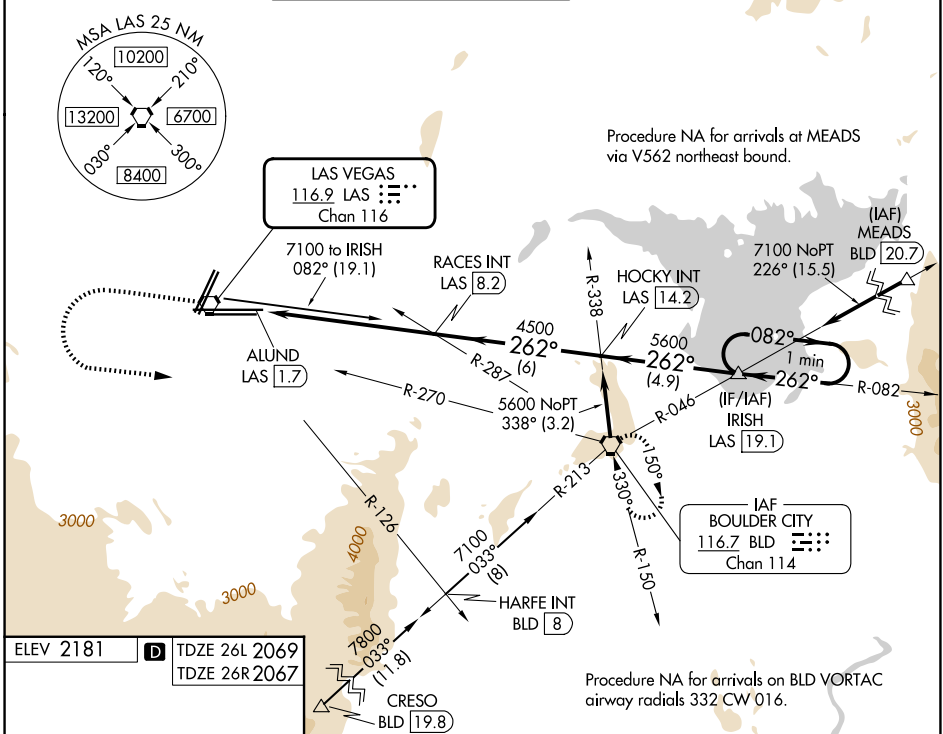 MSA LAS 25 NM
10200
120°
210°
13200
6700
030°
300°
8400
Procedure NA for arrivals at MEADS
via V562 northeast bound.
LAS VEGAS
116.9 LAS
Chan 116
(IAF)
MEADS
BLD 20.7
7100 to IRISH
082° (19.1)
RACES INT
LAS 8.2
HOCKY INT
LAS 14.2
7100 NoPT
226° (15.5)
R-338
4500
262°
(6)
5600
262°
(4.9)
082°
1 min
262°
R-082
ALUND
LAS 1.7
R-287
R-270
5600 NoPT
338° (3.2)
R-046
(IF/IAF)
IRISH
LAS 19.1
3000
150°
330°
R-213
R-150
IAF
BOULDER CITY
116.7 BLD
Chan 114
R-126
3000
4000
3000
7100
033°
(8)
HARFE INT
BLD 8
7800
033°
(11.8)
ELEV 2181
D
TDZE 26L 2069
TDZE 26R 2067
CRESO
BLD 19.8
Procedure NA for arrivals on BLD VORTAC
airway radials 332 CW 016.